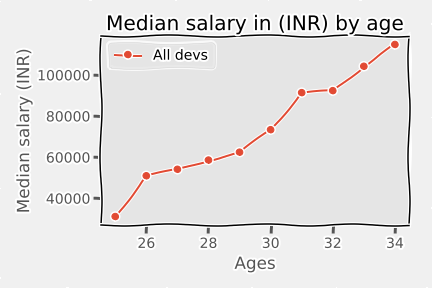 Median salary in (INR) by age
All devs
Median salary (INR)
100000
80000
60000
40000
26 28 30 32 34
Ages